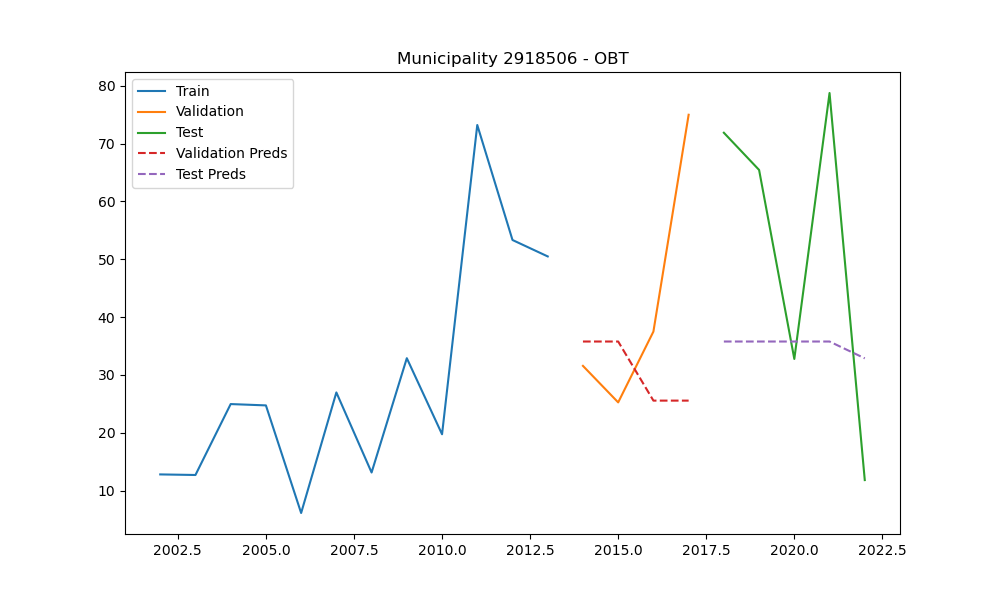 Municipality 2918506 - OBT
Train
Validation
Test
Validation Preds
Test Preds
80
70
60
50
40
30
20
10
2002.5 2005.0 2007.5 2010.0 2012.5 2015.0 2017.5 2020.0 2022.5